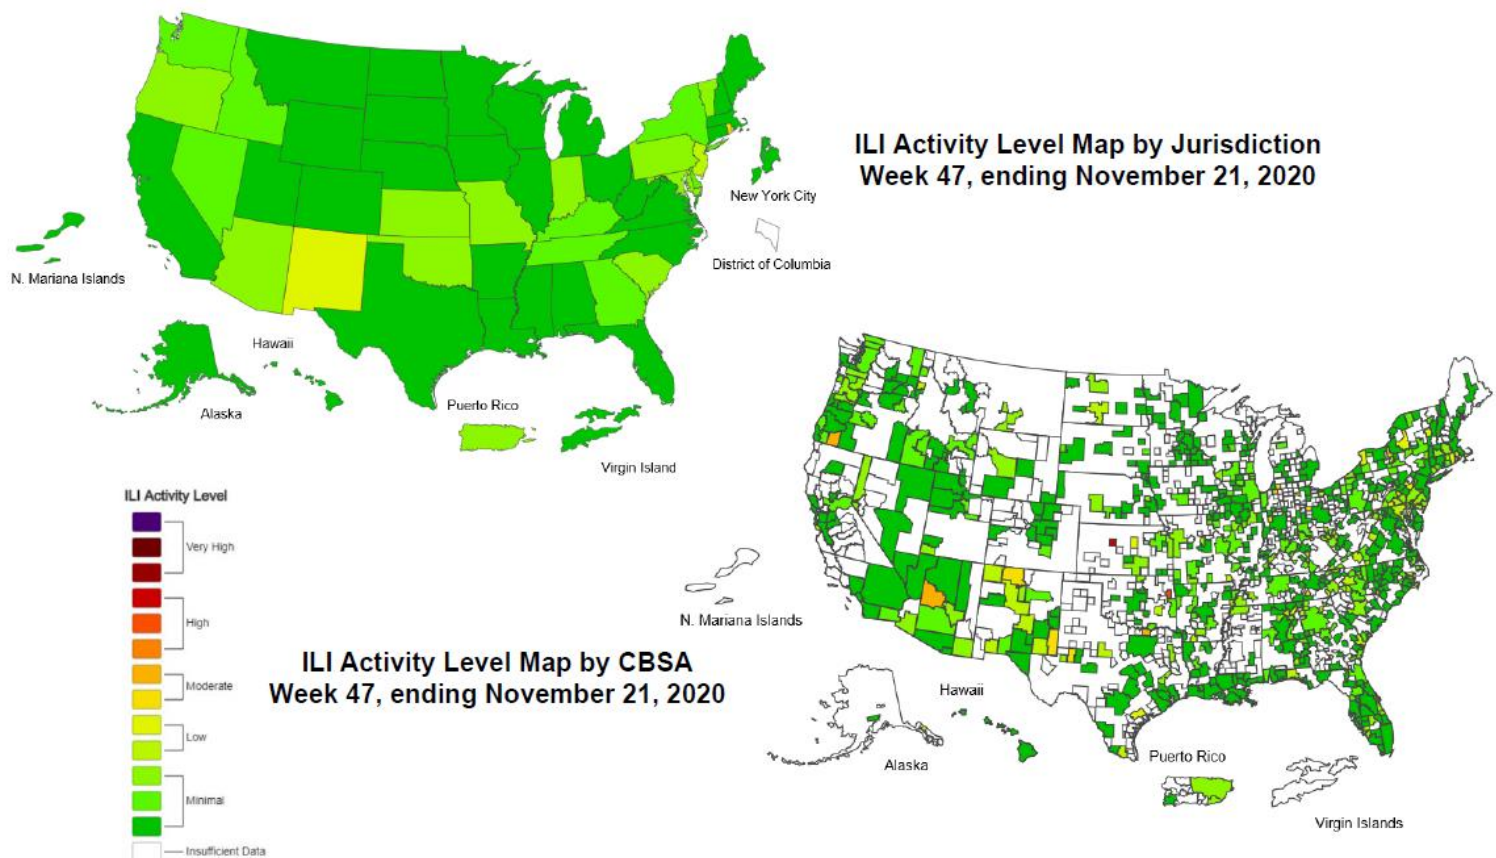 ILI Activity Level Map by Jurisdiction
Week 47, ending November 21, 2020
New York City
District of Columbia
N. Mariana Islands
Hawaii
Alaska
Puerto Rico
Virgin Island
ILI Activity Level
Very High
High
Moderate
Low
Minimal
Insufficient Data
ILI Activity Level Map by CBSA
Week 47, ending November 21, 2020
N. Mariana Islands
Hawaii
Alaska
Puerto Rico
Virgin Islands